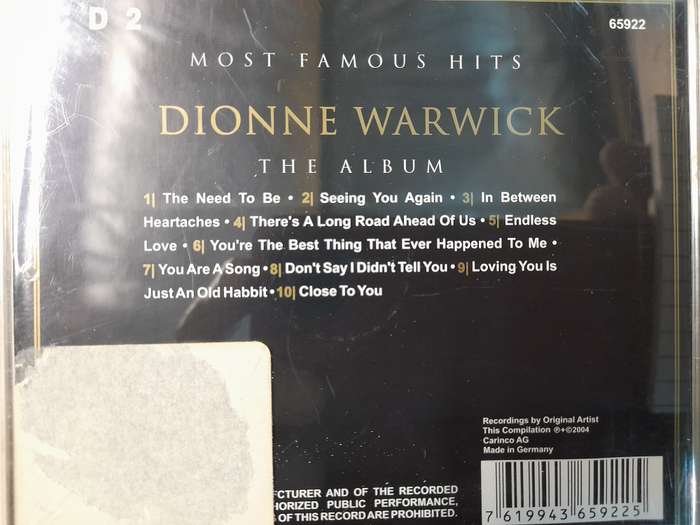 D 2
65922
MOST FAMOUS HITS
DIONNE WARWICK
THE ALBUM
1| The Need To Be • 2| Seeing You Again • 3| In Between
Heartaches • 4| There's A Long Road Ahead Of Us • 5| Endless
Love • 6| You're The Best Thing That Ever Happened To Me •
7| You Are A Song • 8| Don't Say I Didn't Tell You • 9| Loving You Is
Just An Old Habbit • 10| Close To You
Recordings by Original Artist
This Compilation ℗+©2004
Carinco AG
Made in Germany
CTURER AND OF THE RECORDED
HORIZED PUBLIC PERFORMANCE,
OF THIS RECORD ARE PROHIBITED.
7 619943 659225